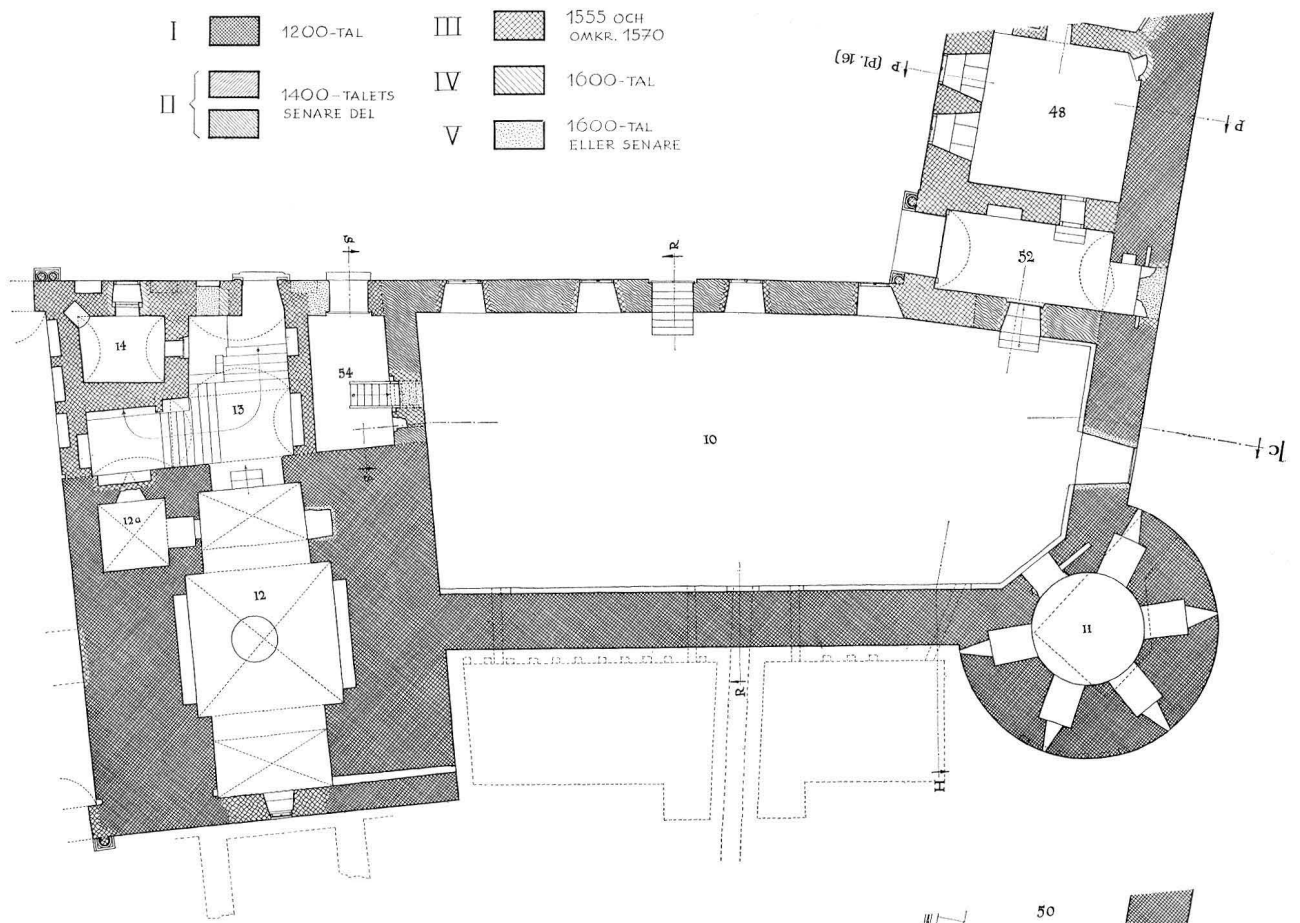 I 1200-TAL
II 1400-TALETS
SENARE DEL
III 1555 OCH
OMKR. 1570
IV 1600-TAL
V 1600-TAL
ELLER SENARE
P (Pl. 16)
P
48
52
S
R
14
13
54
10
C
12a
S
12
11
R
H
50